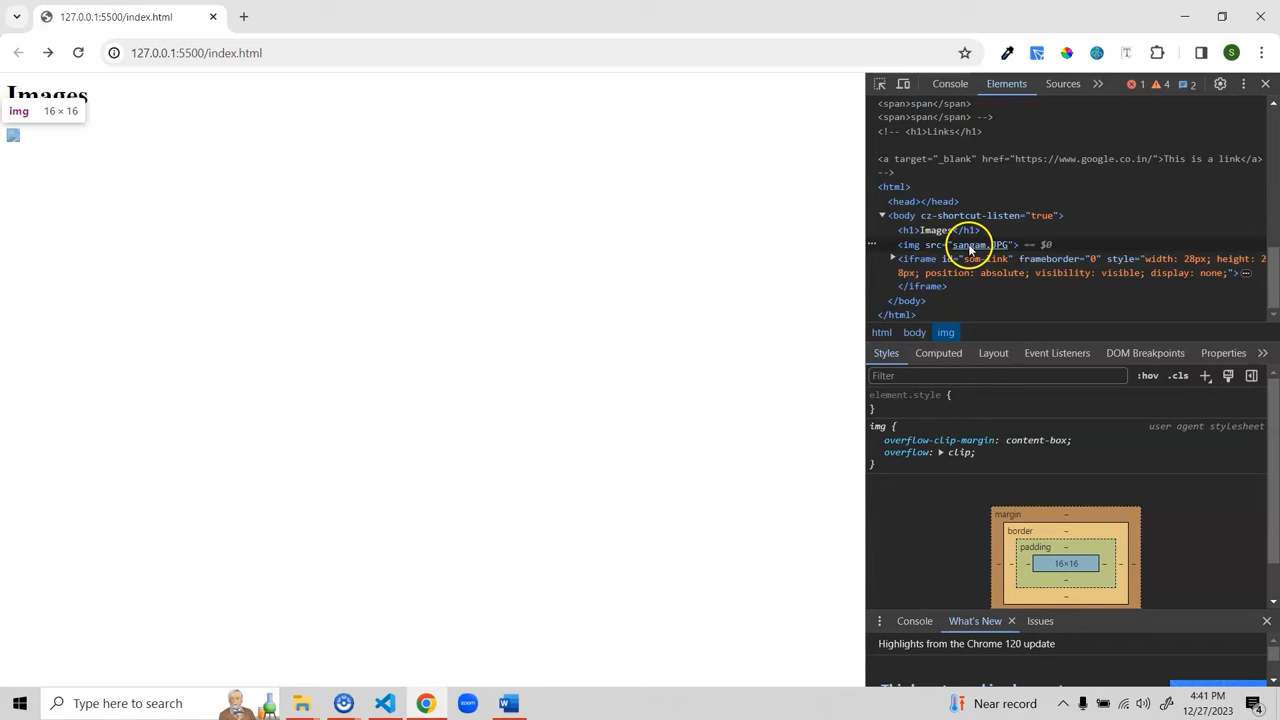 127.0.0.1:5500/index.html
127.0.0.1:5500/index.html
S
Images
img 16 × 16
Console Elements Sources 1 4 2
<span>span</span>
<span>span</span> -->
<!-- <h1>Links</h1>
<a target="_blank" href="https://www.google.co.in/">This is a link</a>
-->
<html>
<head></head>
<body cz-shortcut-listen="true">
<h1>Images</h1>
<img src="sangam.JPG"> == $0
<iframe id="som-link" frameborder="0" style="width: 28px; height: 2
8px; position: absolute; visibility: visible; display: none;">
</iframe>
</body>
</html>
html body img
Styles Computed Layout Event Listeners DOM Breakpoints Properties
Filter :hov .cls
element.style {
}
img { user agent stylesheet
overflow-clip-margin: content-box;
overflow: clip;
}
margin –
border –
padding –
– – – 16×16 – – –
–
–
–
Console What's New Issues
Highlights from the Chrome 120 update
Type here to search
Near record
4:41 PM
12/27/2023
4